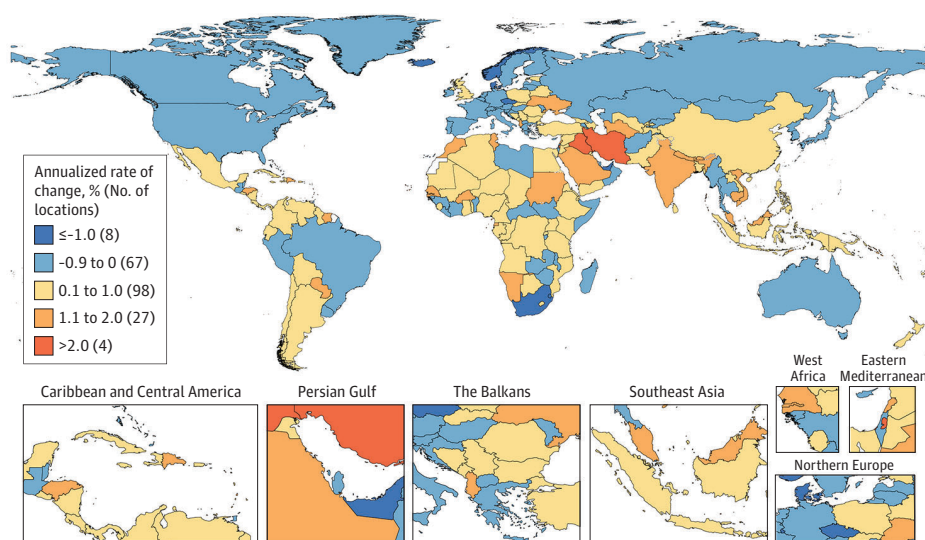 Annualized rate of
change, % (No. of
locations)
≤-1.0 (8)
-0.9 to 0 (67)
0.1 to 1.0 (98)
1.1 to 2.0 (27)
>2.0 (4)
Caribbean and Central America
Persian Gulf
The Balkans
Southeast Asia
West
Africa
Eastern
Mediterranean
Northern Europe